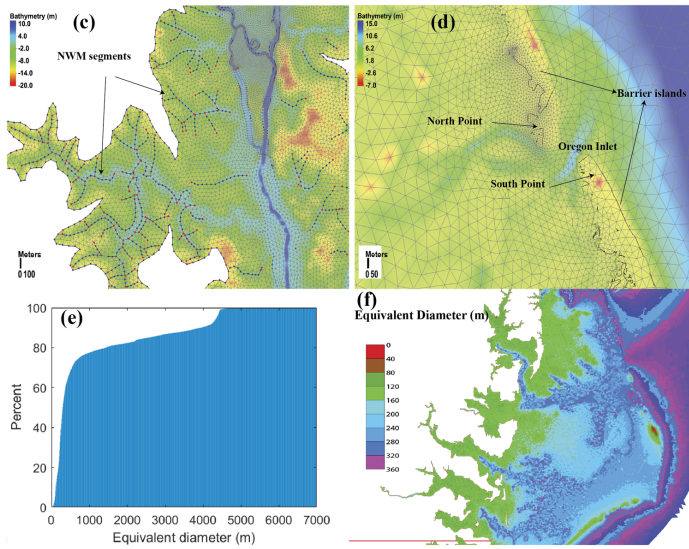 Bathymetry (m)
10.0
4.0
-2.0
-8.0
-14.0
-20.0
(c)
NWM segments
Meters
0 100
Bathymetry (m)
15.0
10.6
6.2
1.8
-2.6
-7.0
(d)
Barrier islands
North Point
Oregon Inlet
South Point
Meters
0 50
(e)
Percent
100
80
60
40
20
0
0 1000 2000 3000 4000 5000 6000 7000
Equivalent diameter (m)
(f)
Equivalent Diameter (m)
0
40
80
120
160
200
240
280
320
360